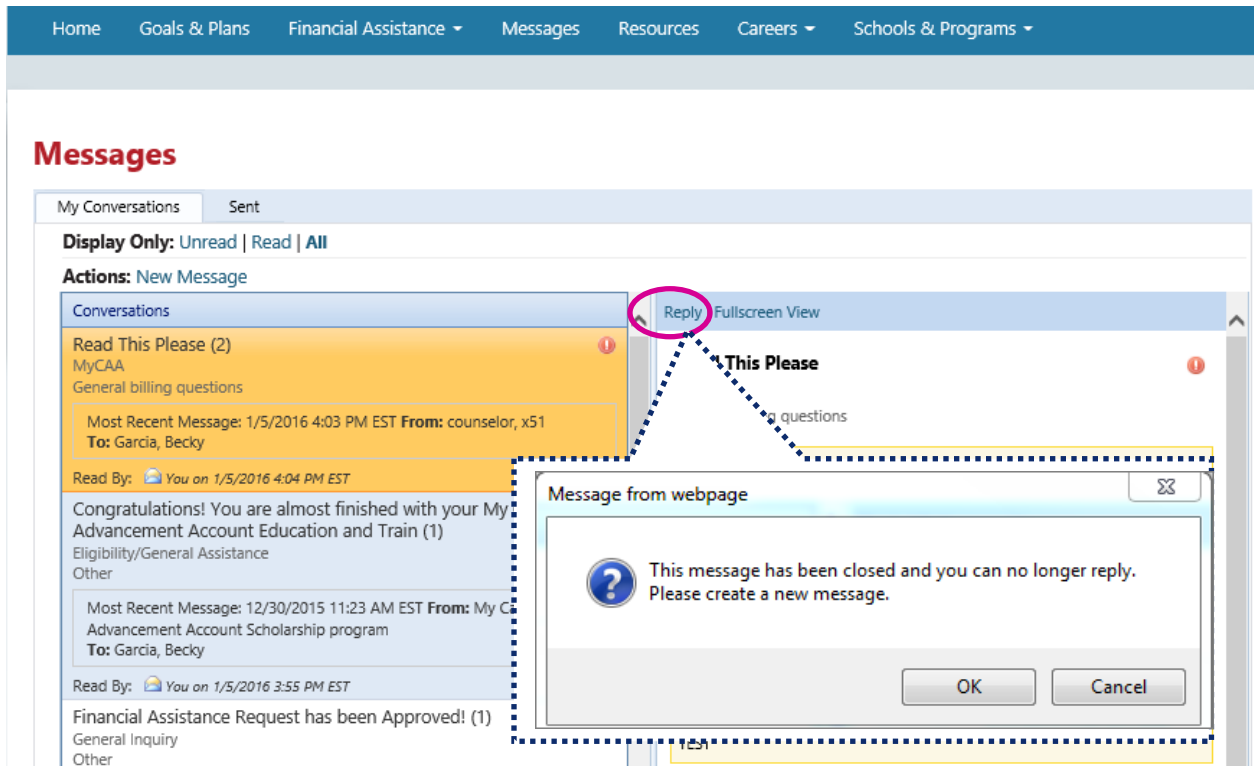 Home Goals & Plans Financial Assistance Messages Resources Careers Schools & Programs
Messages
My Conversations Sent
Display Only: Unread | Read | All
Actions: New Message
Conversations
Read This Please (2)
MyCAA
General billing questions
Most Recent Message: 1/5/2016 4:03 PM EST From: counselor, x51
To: Garcia, Becky
Read By: You on 1/5/2016 4:04 PM EST
Congratulations! You are almost finished with your My
Advancement Account Education and Train (1)
Eligibility/General Assistance
Other
Most Recent Message: 12/30/2015 11:23 AM EST From: My
Advancement Account Scholarship program
To: Garcia, Becky
Read By: You on 1/5/2016 3:55 PM EST
Financial Assistance Request has been Approved! (1)
General Inquiry
Other
Reply Fullscreen View
This Please
questions
Message from webpage
This message has been closed and you can no longer reply.
Please create a new message.
OK Cancel
TEST